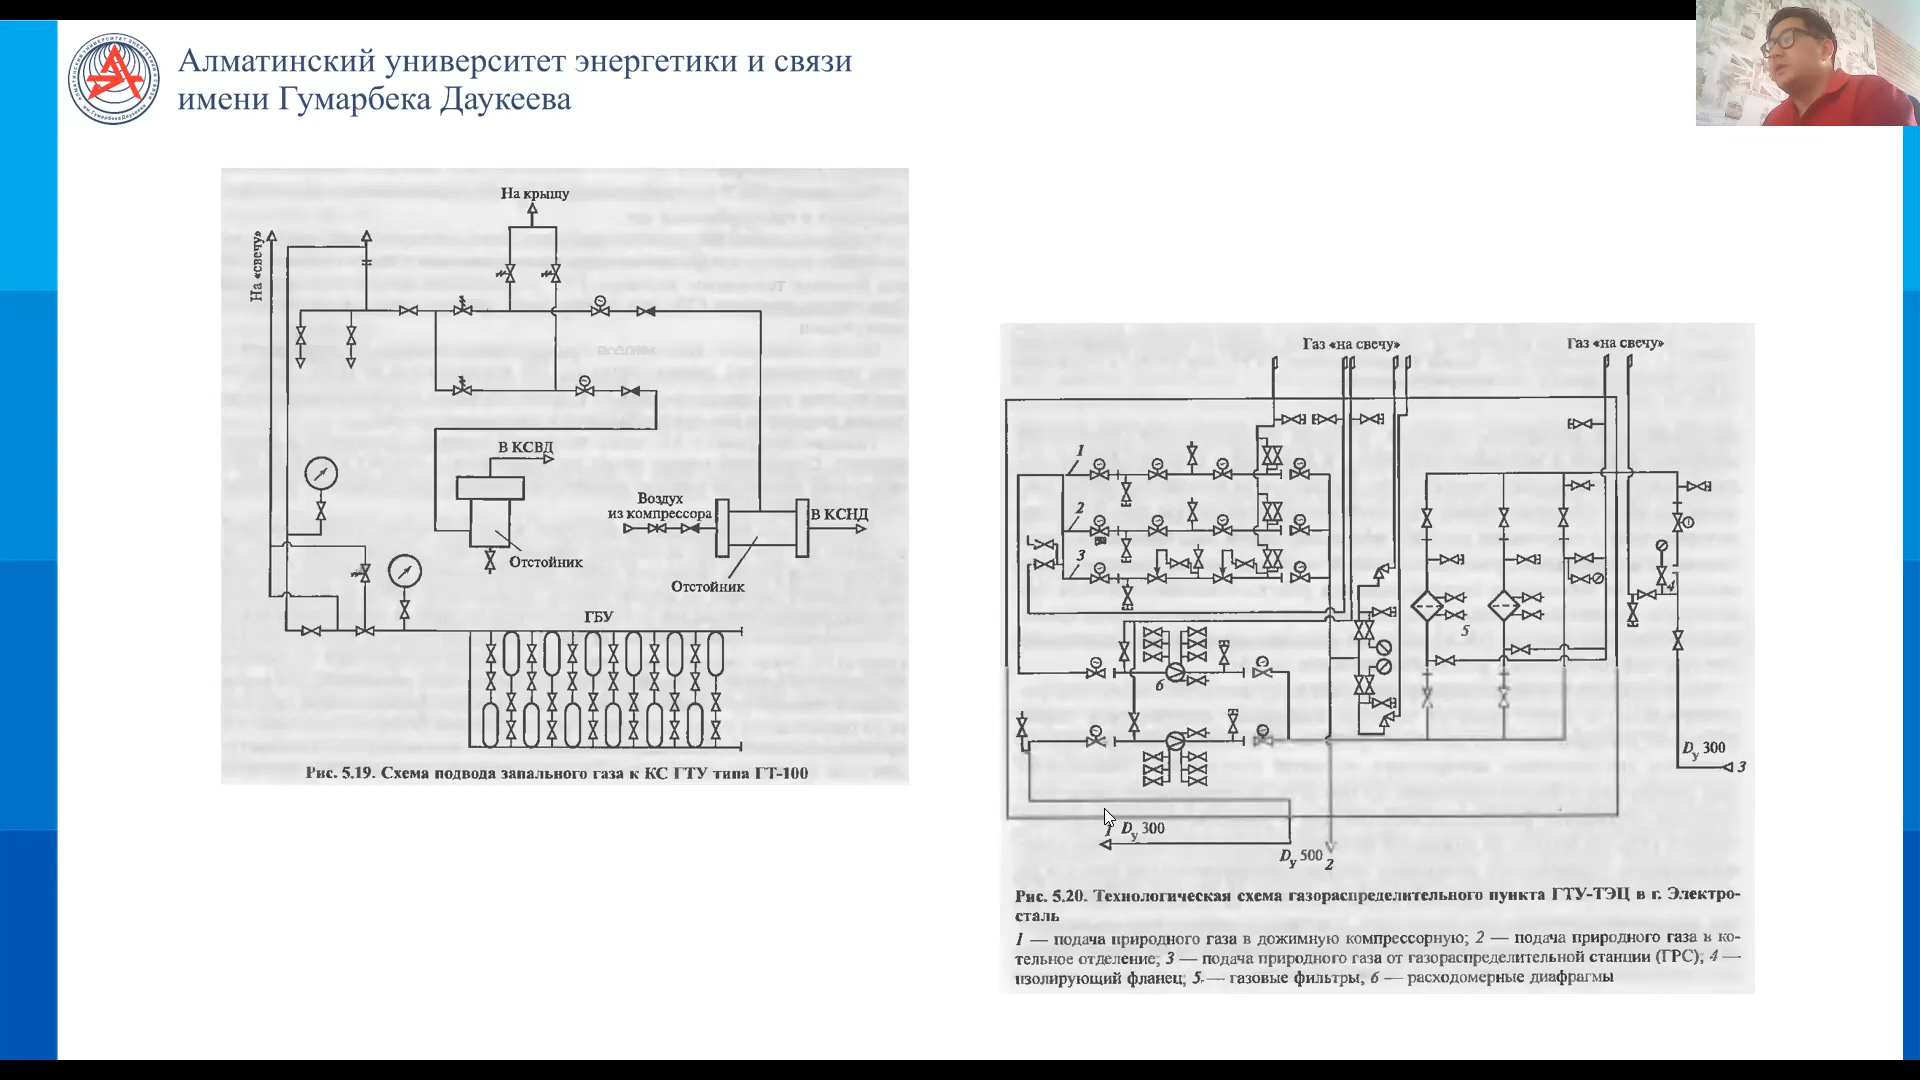 Алматинский университет энергетики и связи
имени Гумарбека Даукеева
На крышу
На «свечу»
В КСВД
Отстойник
Воздух
из компрессора
В КСНД
Отстойник
ГБУ
Рис. 5.19. Схема подвода запального газа к КС ГТУ типа ГТ-100
Газ «на свечу»
Газ «на свечу»
1
2
3
4
5
6
Dу 300
3
1 Dу 300
Dу 500 2
Рис. 5.20. Технологическая схема газораспределительного пункта ГТУ-ТЭЦ в г. Электро-
сталь
1 — подача природного газа в дожимную компрессорную; 2 — подача природного газа в ко-
тельное отделение; 3 — подача природного газа от газораспределительной станции (ГРС), 4 —
изолирующий фланец; 5 — газовые фильтры, 6 — расходомерные диафрагмы